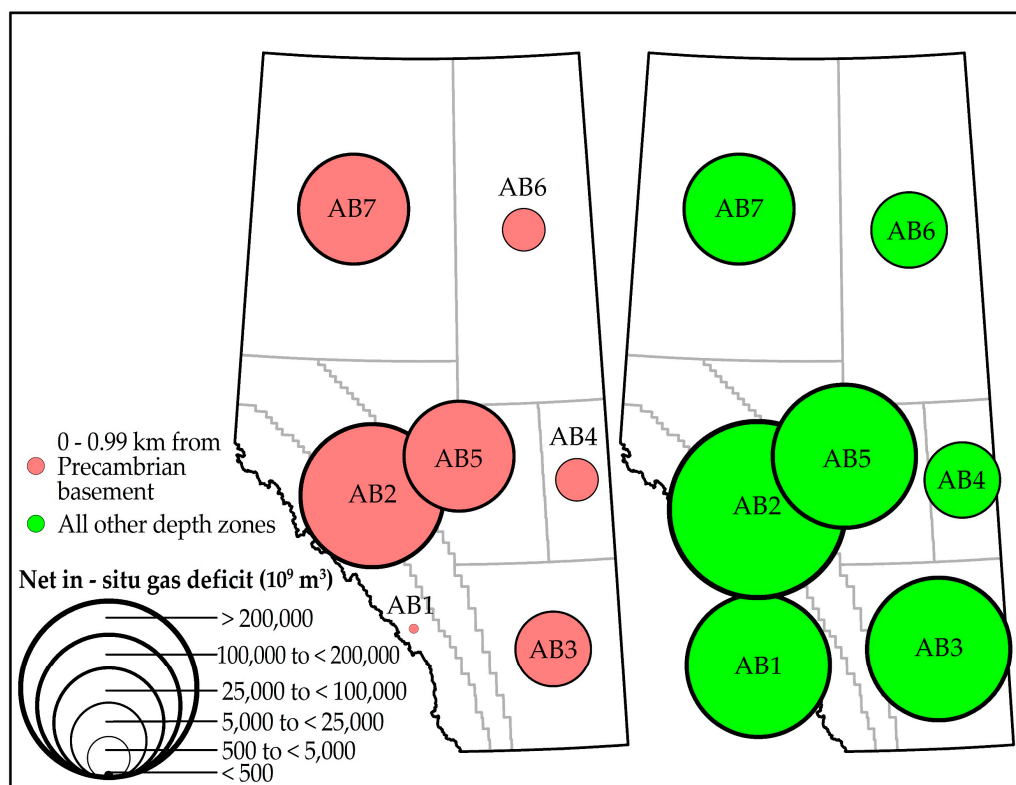 AB7
AB6
AB5
AB4
AB2
AB1
AB3
AB7
AB6
AB5
AB4
AB2
AB1
AB3
0 - 0.99 km from
Precambrian
basement
All other depth zones
Net in - situ gas deficit (10⁹ m³)
> 200,000
100,000 to < 200,000
25,000 to < 100,000
5,000 to < 25,000
500 to < 5,000
< 500